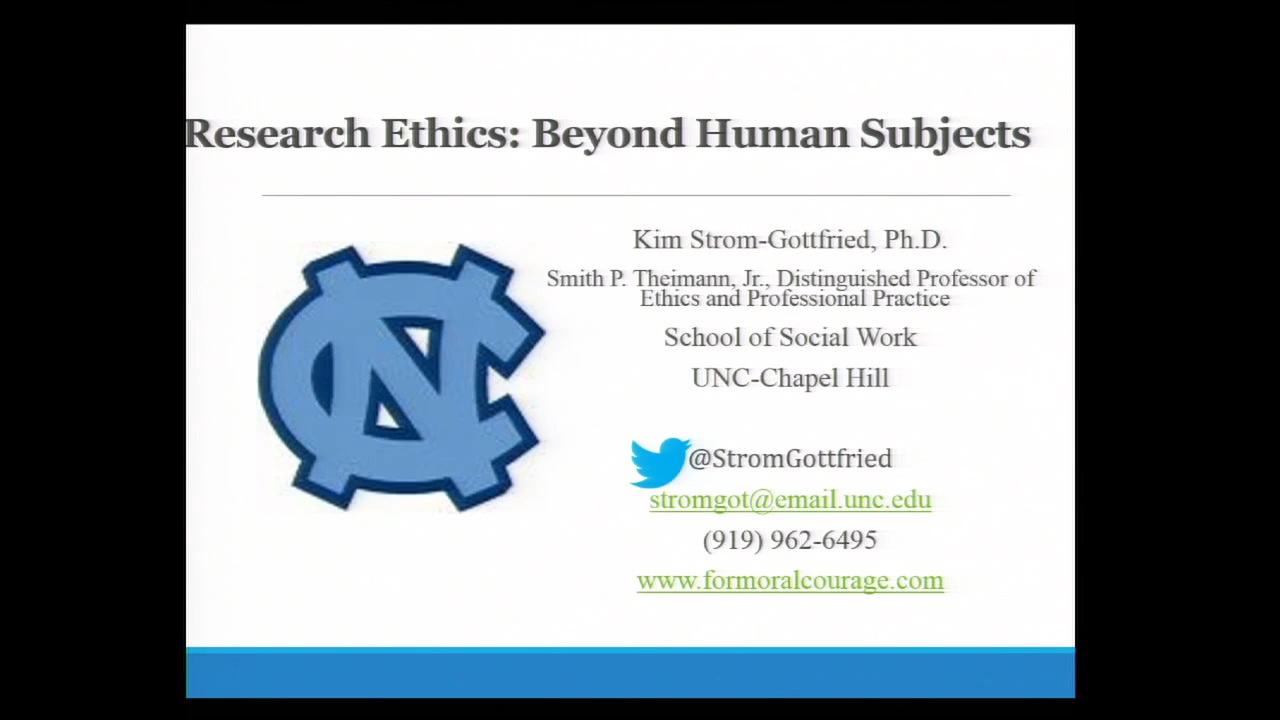 Research Ethics: Beyond Human Subjects
Kim Strom-Gottfried, Ph.D.
Smith P. Theimann, Jr., Distinguished Professor of
Ethics and Professional Practice
School of Social Work
UNC-Chapel Hill
NC
@StromGottfried
stromgot@email.unc.edu
(919) 962-6495
www.formoralcourage.com